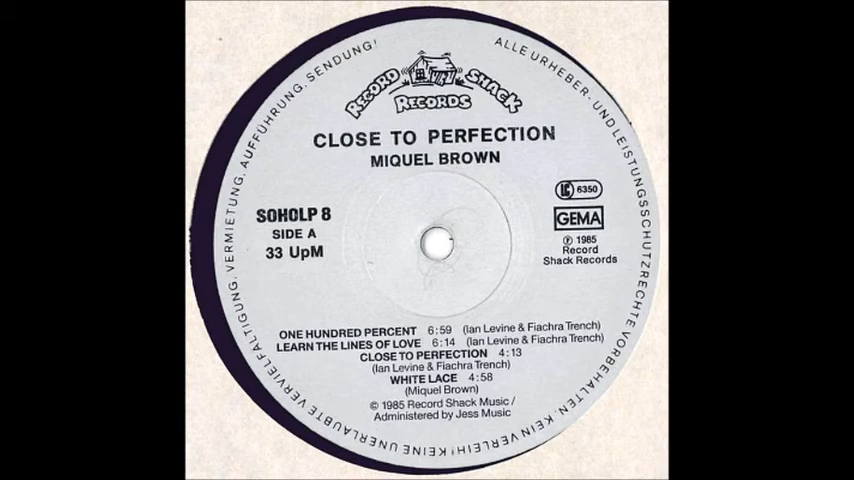 RECORD SHACK
RECORDS
CLOSE TO PERFECTION
MIQUEL BROWN
SOHOLP 8
SIDE A
33 UpM
LC 6350
GEMA
Ⓟ 1985
Record
Shack Records
ONE HUNDRED PERCENT 6:59 (Ian Levine & Fiachra Trench)
LEARN THE LINES OF LOVE 6:14 (Ian Levine & Fiachra Trench)
CLOSE TO PERFECTION 4:13
(Ian Levine & Fiachra Trench)
WHITE LACE 4:58
(Miquel Brown)
© 1985 Record Shack Music /
Administered by Jess Music
ALLE URHEBER- UND LEISTUNGSSCHUTZRECHTE VORBEHALTEN. KEIN VERLEIH! KEINE UNERLAUBTE VERVIELFÄLTIGUNG, VERMIETUNG, AUFFÜHRUNG, SENDUNG!